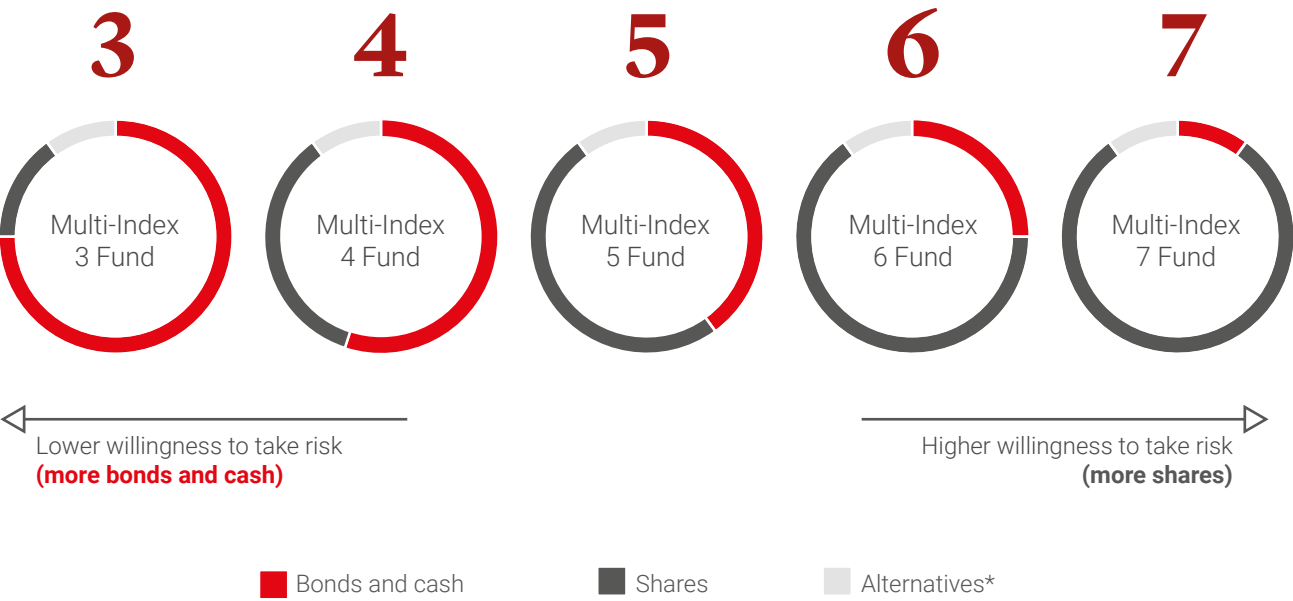 3
4
5
6
7
Multi-Index
3 Fund
Multi-Index
4 Fund
Multi-Index
5 Fund
Multi-Index
6 Fund
Multi-Index
7 Fund
Lower willingness to take risk
(more bonds and cash)
Higher willingness to take risk
(more shares)
Bonds and cash
Shares
Alternatives*